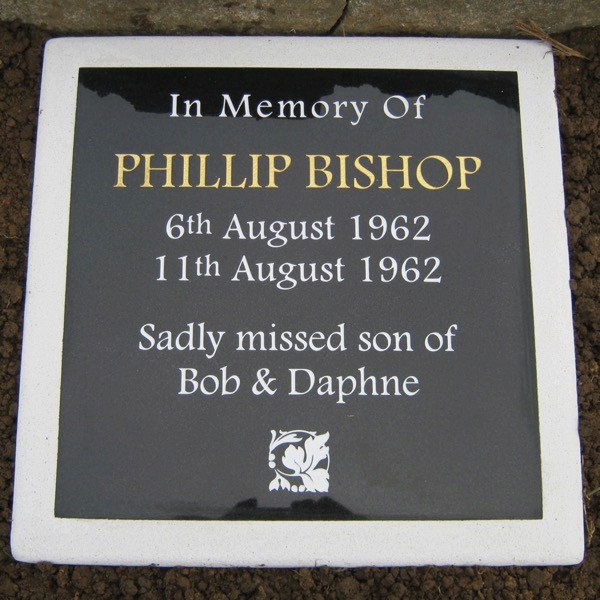 In Memory Of
PHILLIP BISHOP
6th August 1962
11th August 1962
Sadly missed son of
Bob & Daphne